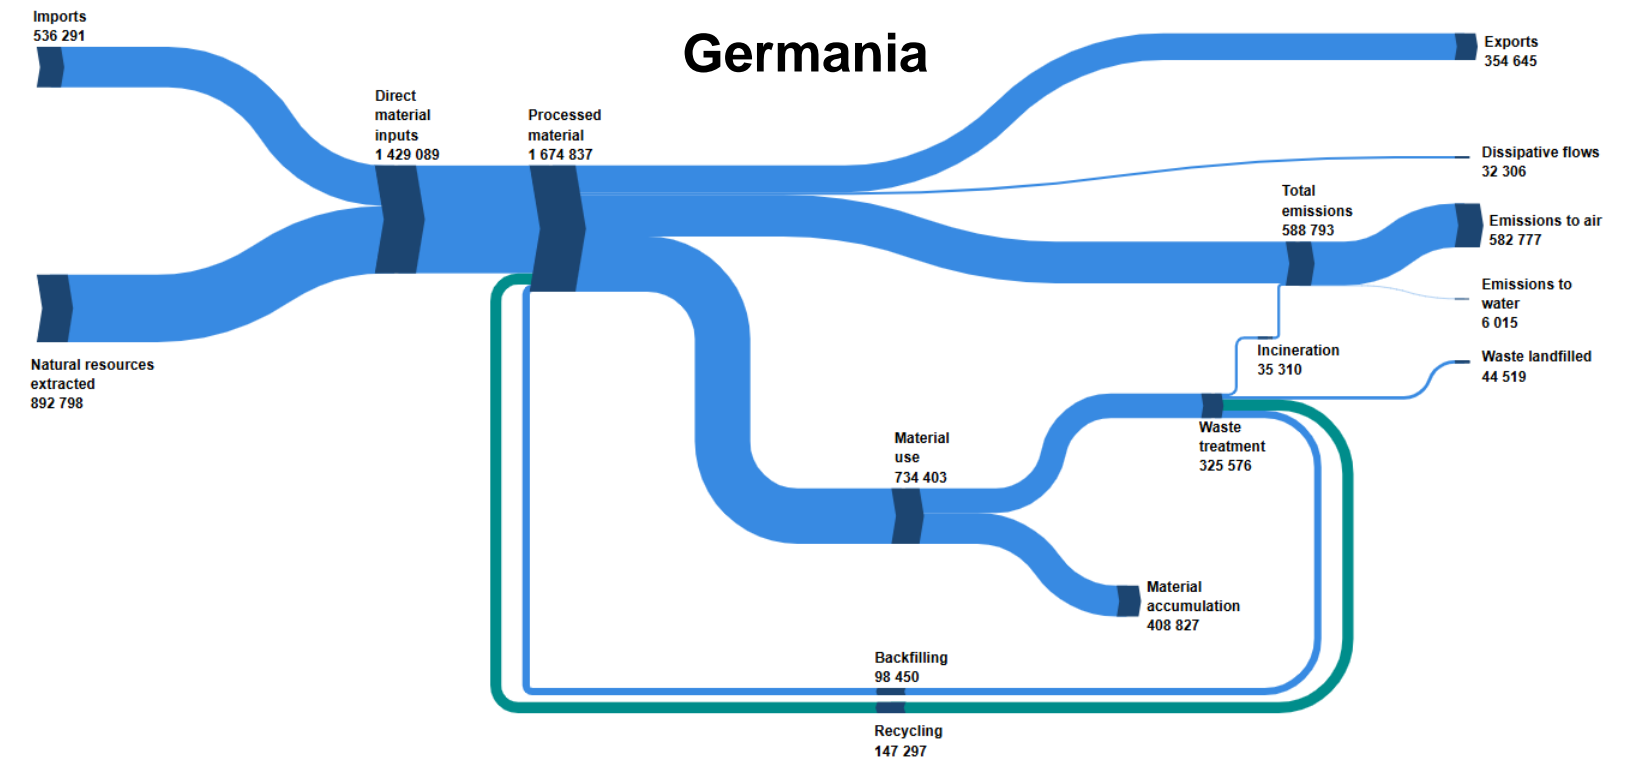 Imports
536 291
Germania
Exports
354 645
Direct
material
inputs
1 429 089
Processed
material
1 674 837
Dissipative flows
32 306
Total
emissions
588 793
Emissions to air
582 777
Emissions to
water
6 015
Incineration
35 310
Waste landfilled
44 519
Natural resources
extracted
892 798
Waste
treatment
325 576
Material
use
734 403
Material
accumulation
408 827
Backfilling
98 450
Recycling
147 297